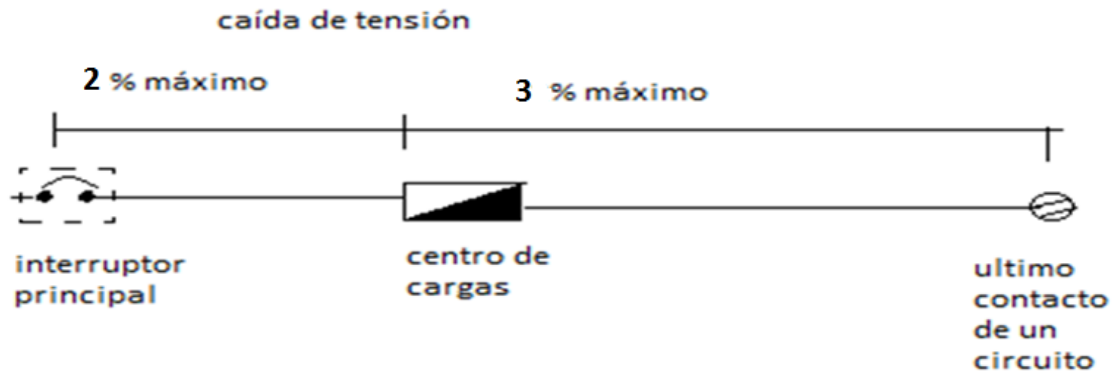 caída de tensión
2 % máximo
3 % máximo
interruptor
principal
centro de
cargas
ultimo
contacto
de un
circuito